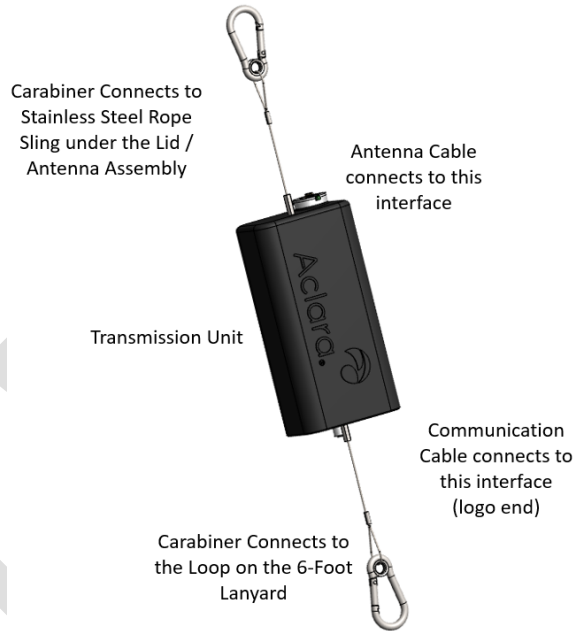 Carabiner Connects to
Stainless Steel Rope
Sling under the Lid /
Antenna Assembly
Antenna Cable
connects to this
interface
Aclara.
Transmission Unit
Communication
Cable connects to
this interface
(logo end)
Carabiner Connects to
the Loop on the 6-Foot
Lanyard